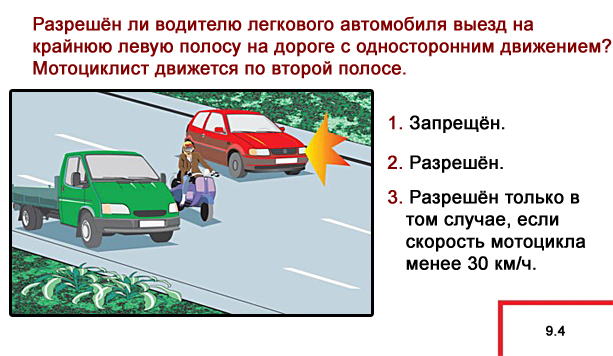 Разрешён ли водителю легкового автомобиля выезд на
крайнюю левую полосу на дороге с односторонним движением?
Мотоциклист движется по второй полосе.
1. Запрещён.
2. Разрешён.
3. Разрешён только в
том случае, если
скорость мотоцикла
менее 30 км/ч.
9.4